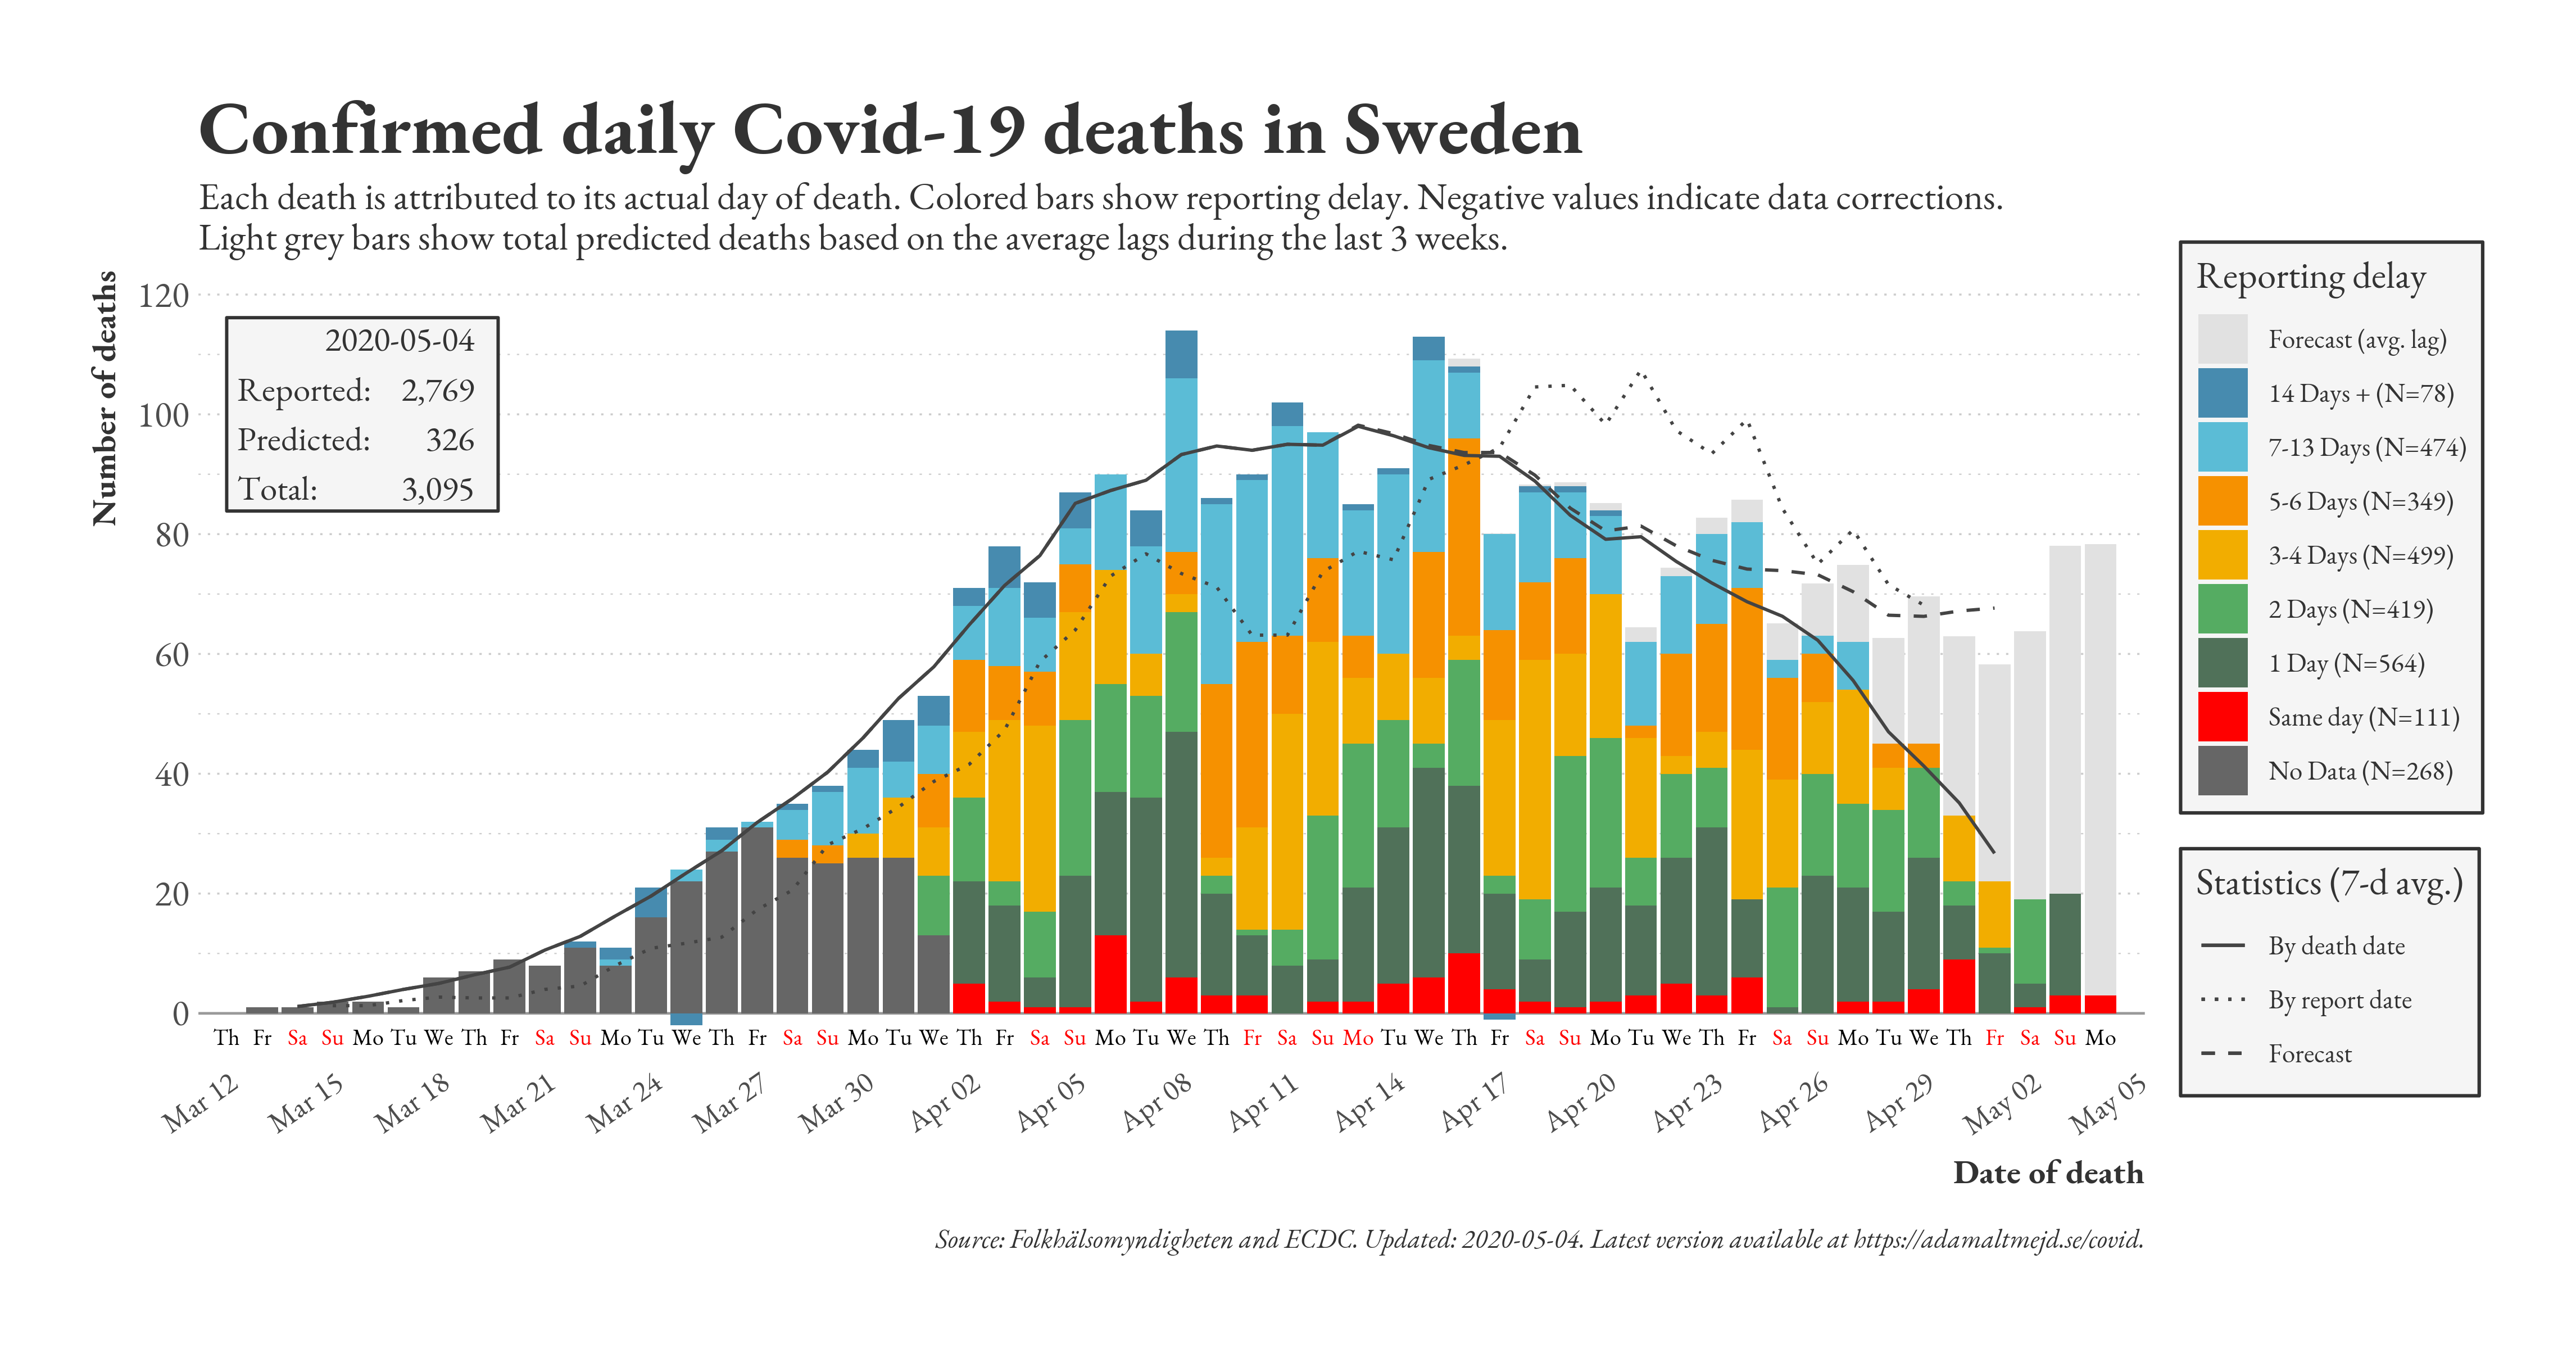 Confirmed daily Covid-19 deaths in Sweden
Each death is attributed to its actual day of death. Colored bars show reporting delay. Negative values indicate data corrections.
Light grey bars show total predicted deaths based on the average lags during the last 3 weeks.
Number of deaths
120
100
80
60
40
20
0
2020-05-04
Reported: 2,769
Predicted: 326
Total: 3,095
Th Fr Sa Su Mo Tu We Th Fr Sa Su Mo Tu We Th Fr Sa Su Mo Tu We Th Fr Sa Su Mo Tu We Th Fr Sa Su Mo Tu We Th Fr Sa Su Mo Tu We Th Fr Sa Su Mo Tu We Th Fr Sa Su Mo
Mar 12 Mar 15 Mar 18 Mar 21 Mar 24 Mar 27 Mar 30 Apr 02 Apr 05 Apr 08 Apr 11 Apr 14 Apr 17 Apr 20 Apr 23 Apr 26 Apr 29 May 02 May 05
Date of death
Reporting delay
Forecast (avg. lag)
14 Days + (N=78)
7-13 Days (N=474)
5-6 Days (N=349)
3-4 Days (N=499)
2 Days (N=419)
1 Day (N=564)
Same day (N=111)
No Data (N=268)
Statistics (7-d avg.)
By death date
By report date
Forecast
Source: Folkhälsomyndigheten and ECDC. Updated: 2020-05-04. Latest version available at https://adamaltmejd.se/covid.